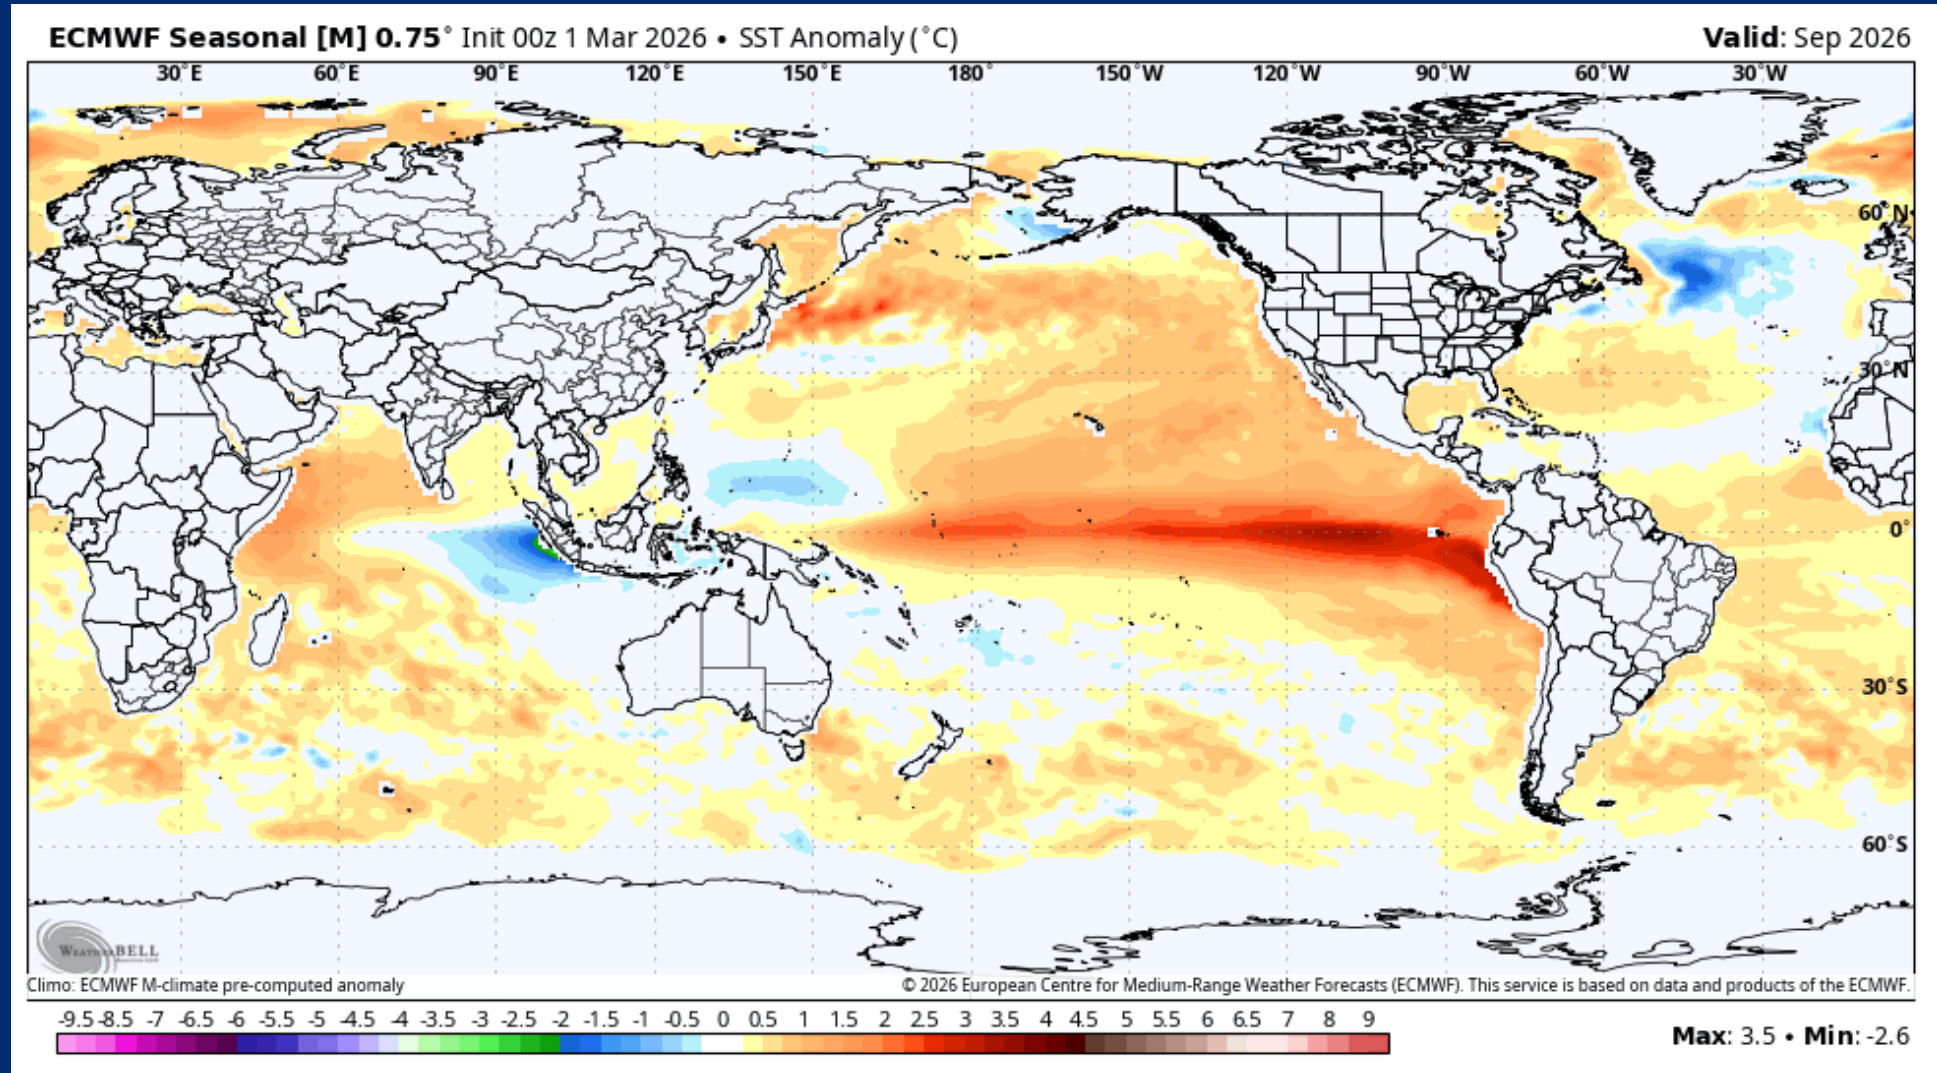 ECMWF Seasonal [M] 0.75° Init 00z 1 Mar 2026 • SST Anomaly (°C) Valid: Sep 2026
30°E 60°E 90°E 120°E 150°E 180° 150°W 120°W 90°W 60°W 30°W
60°N
30°N
0°
30°S
60°S
WEATHERBELL
Climo: ECMWF M-climate pre-computed anomaly © 2026 European Centre for Medium-Range Weather Forecasts (ECMWF). This service is based on data and products of the ECMWF.
-9.5 -8.5 -7 -6.5 -6 -5.5 -5 -4.5 -4 -3.5 -3 -2.5 -2 -1.5 -1 -0.5 0 0.5 1 1.5 2 2.5 3 3.5 4 4.5 5 5.5 6 6.5 7 8 9
Max: 3.5 • Min: -2.6